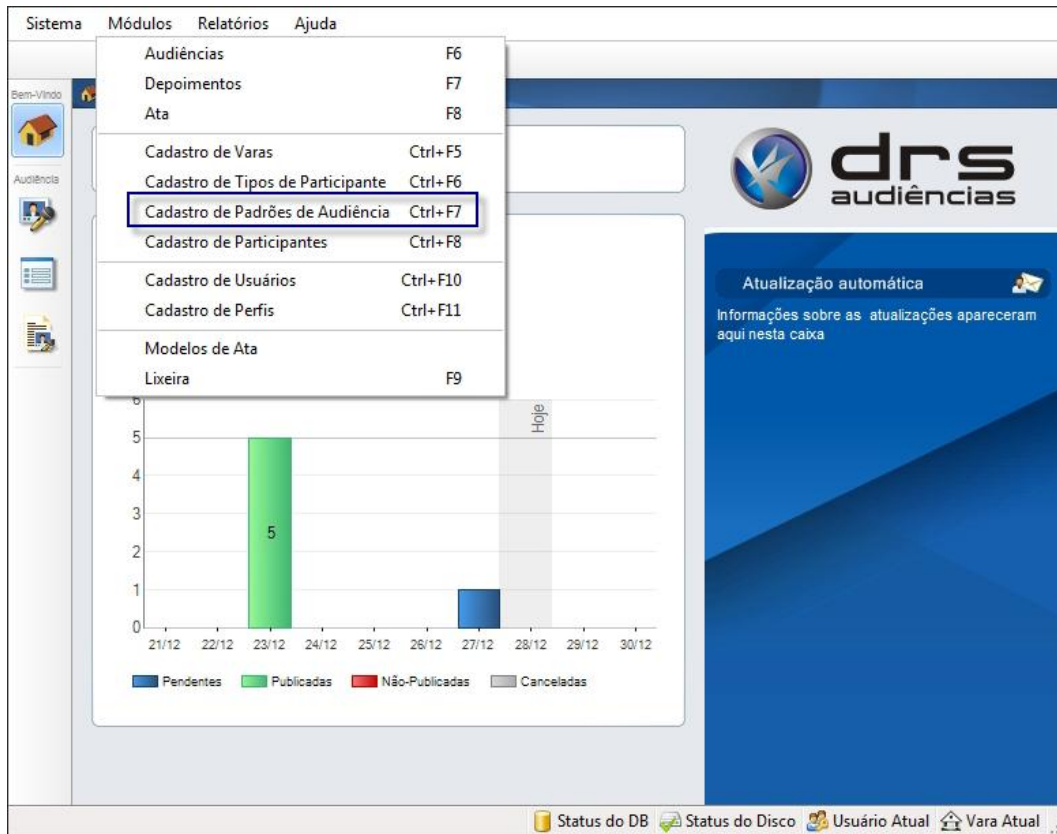 Sistema Módulos Relatórios Ajuda
Audiências F6
Depoimentos F7
Ata F8
Cadastro de Varas Ctrl+F5
Cadastro de Tipos de Participante Ctrl+F6
Cadastro de Padrões de Audiência Ctrl+F7
Cadastro de Participantes Ctrl+F8
Cadastro de Usuários Ctrl+F10
Cadastro de Perfis Ctrl+F11
Modelos de Ata
Lixeira F9
Bem-Vindo
Audiência
drs
audiências
Atualização automática
Informações sobre as atualizações apareceram
aqui nesta caixa
Hoje
6
5
4
3
2
1
0
5
21/12 22/12 23/12 24/12 25/12 26/12 27/12 28/12 29/12 30/12
Pendentes Publicadas Não-Publicadas Canceladas
Status do DB Status do Disco Usuário Atual Vara Atual